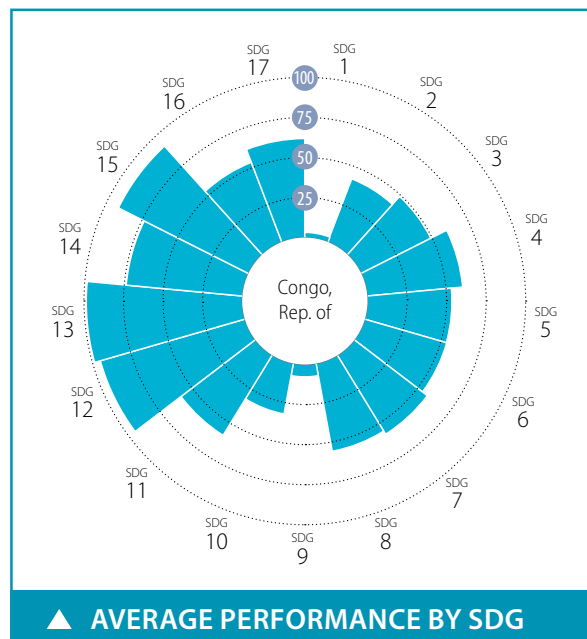 SDG
1
SDG
2
SDG
3
SDG
4
SDG
5
SDG
6
SDG
7
SDG
8
SDG
9
SDG
10
SDG
11
SDG
12
SDG
13
SDG
14
SDG
15
SDG
16
SDG
17
100
75
50
25
Congo,
Rep. of
▲ AVERAGE PERFORMANCE BY SDG